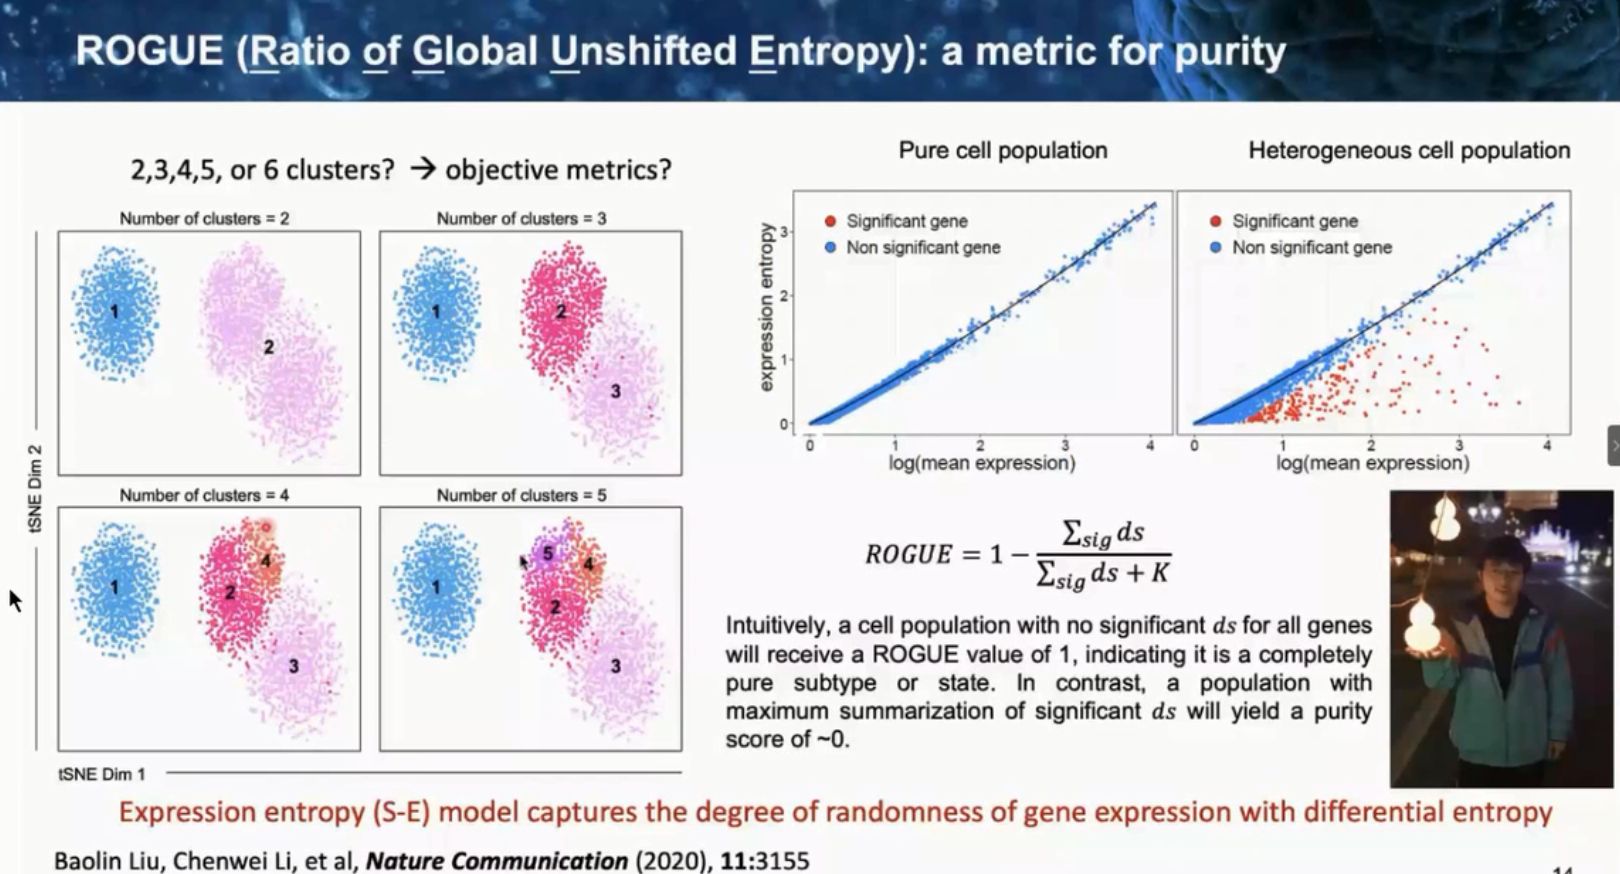 ROGUE (Ratio of Global Unshifted Entropy): a metric for purity
2,3,4,5, or 6 clusters? → objective metrics?
Number of clusters = 2
1
2
Number of clusters = 3
1
2
3
Number of clusters = 4
1
2
4
3
Number of clusters = 5
1
5
4
2
3
tSNE Dim 2
tSNE Dim 1
Pure cell population
Significant gene
Non significant gene
expression entropy
3
2
1
0
0 1 2 3 4
log(mean expression)
Heterogeneous cell population
Significant gene
Non significant gene
0 1 2 3 4
log(mean expression)
ROGUE = 1 − ∑sig ds / ∑sig ds + K
Intuitively, a cell population with no significant ds for all genes
will receive a ROGUE value of 1, indicating it is a completely
pure subtype or state. In contrast, a population with
maximum summarization of significant ds will yield a purity
score of ~0.
Expression entropy (S-E) model captures the degree of randomness of gene expression with differential entropy
Baolin Liu, Chenwei Li, et al, Nature Communication (2020), 11:3155